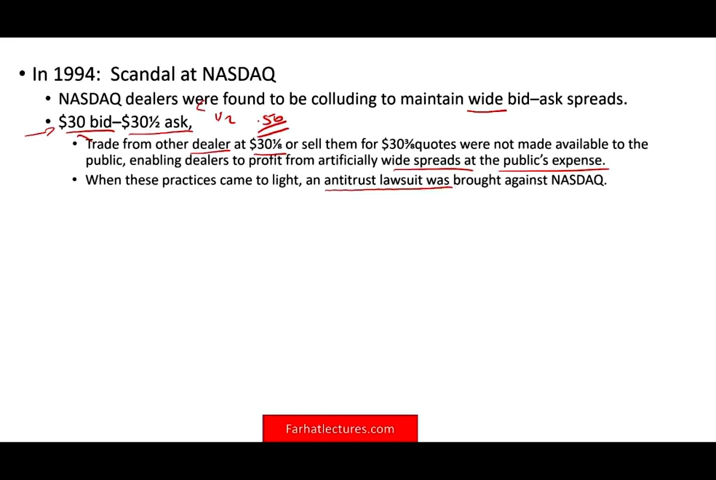 • In 1994: Scandal at NASDAQ
• NASDAQ dealers were found to be colluding to maintain wide bid–ask spreads.
• $30 bid–$30½ ask, ½ .50
• Trade from other dealer at $30⅛ or sell them for $30⅜quotes were not made available to the
public, enabling dealers to profit from artificially wide spreads at the public's expense.
• When these practices came to light, an antitrust lawsuit was brought against NASDAQ.
Farhatlectures.com